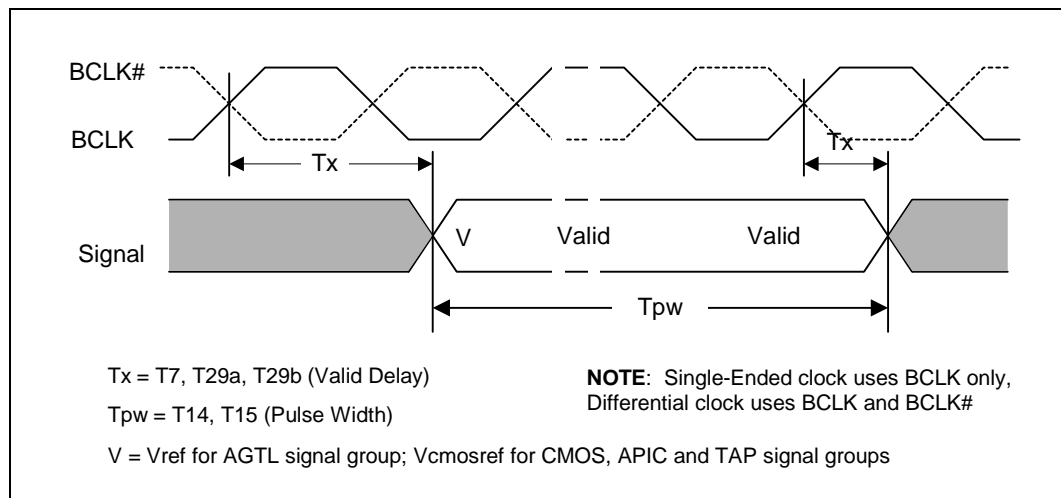 BCLK#
BCLK
Tx
Tx
Signal
V Valid Valid
Tpw
Tx = T7, T29a, T29b (Valid Delay)
Tpw = T14, T15 (Pulse Width)
V = Vref for AGTL signal group; Vcmosref for CMOS, APIC and TAP signal groups
NOTE: Single-Ended clock uses BCLK only,
Differential clock uses BCLK and BCLK#